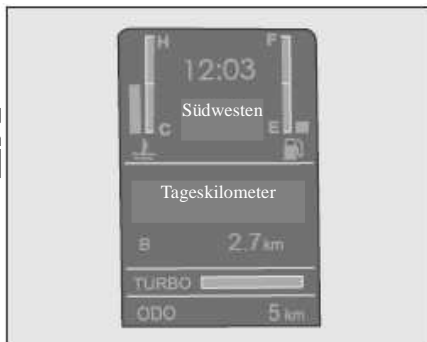 H F
12:03
Südwesten
C E
Tageskilometer
B 2.7 km
TURBO
ODO 5 km